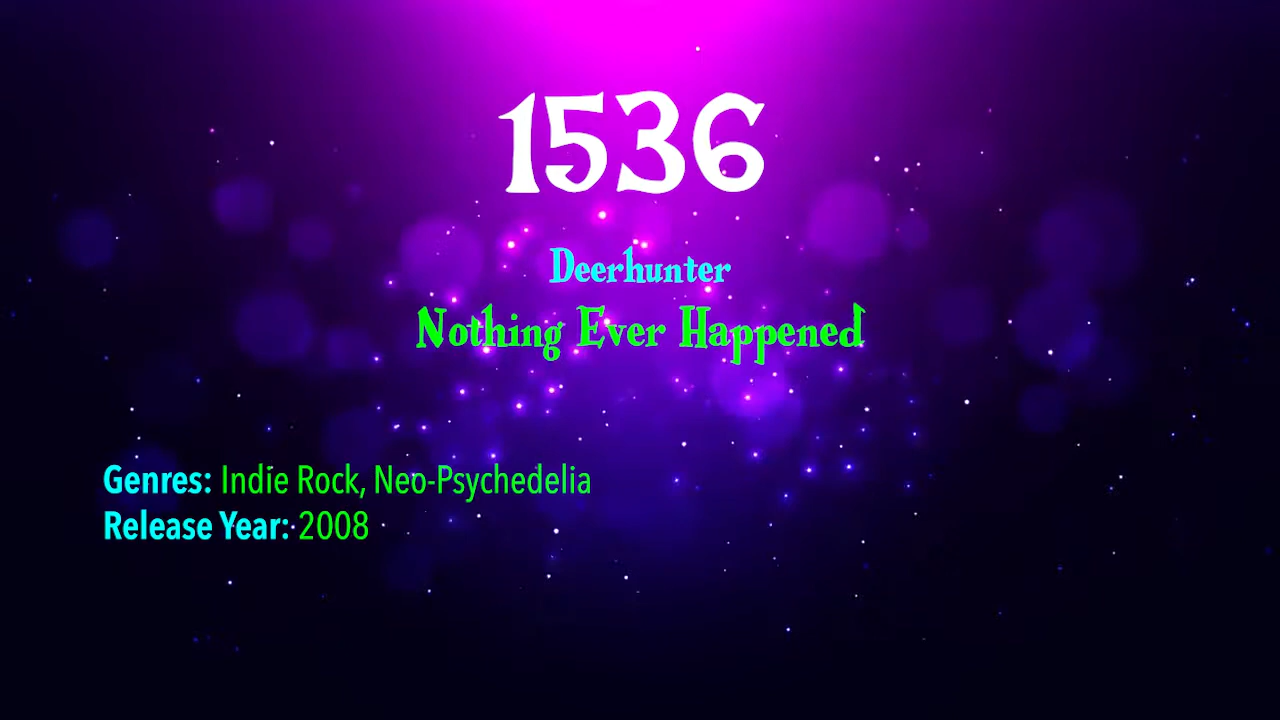 1536
Deerhunter
Nothing Ever Happened
Genres: Indie Rock, Neo-Psychedelia
Release Year: 2008